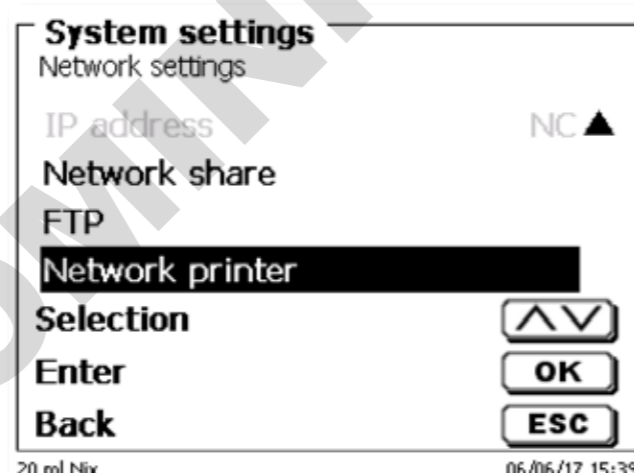 System settings
Network settings
IP address NC▲
Network share
FTP
Network printer
Selection
Enter OK
Back ESC
20 ml Nix 06/06/17 15:39